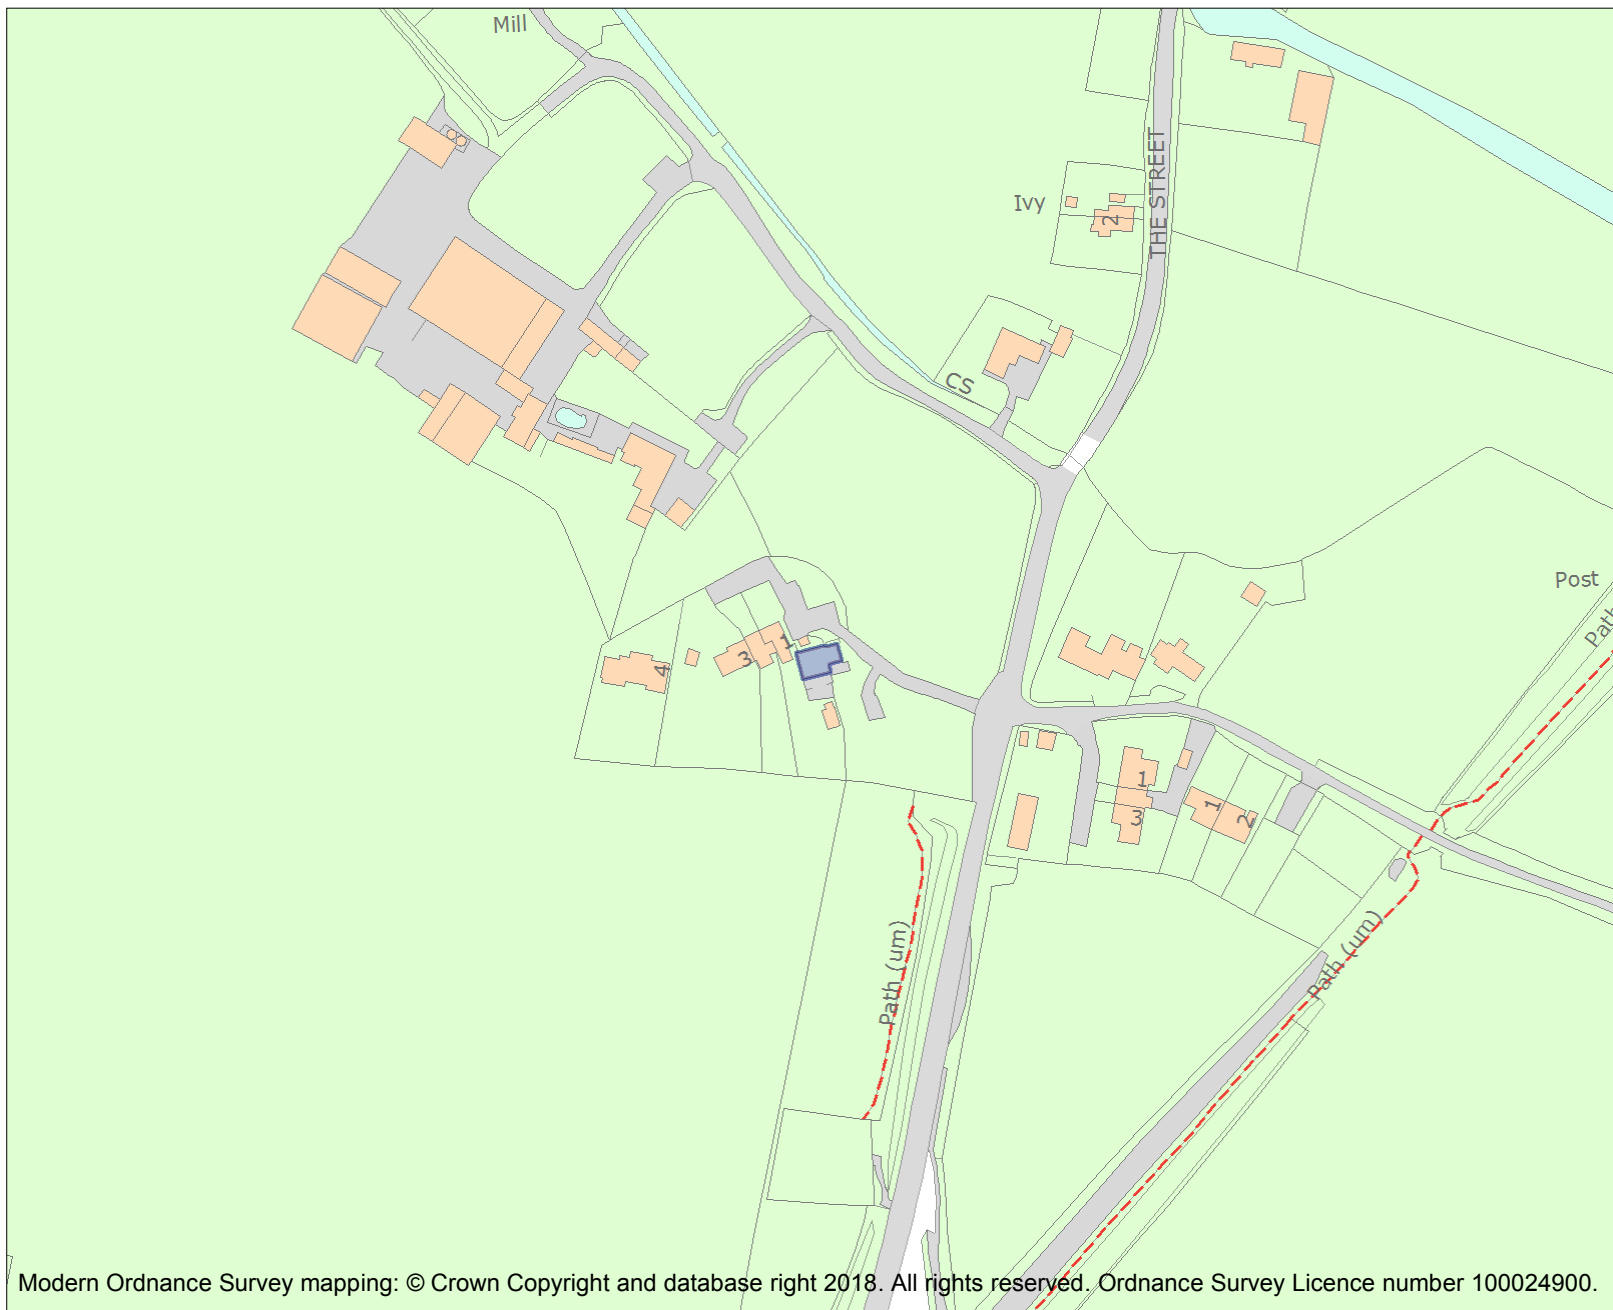 Mill
THE STREET
Ivy
2
CS
Post
Path
1
3
4
1
3
1
2
Path (um)
Path (um)
Modern Ordnance Survey mapping: © Crown Copyright and database right 2018. All rights reserved. Ordnance Survey Licence number 100024900.